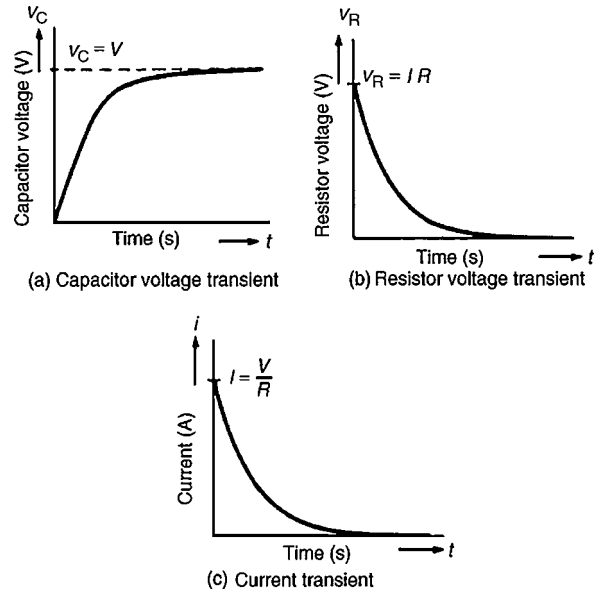 v_C
v_C = V
Capacitor voltage (V)
Time (s)
t
(a) Capacitor voltage transient
v_R
v_R = I R
Resistor voltage (V)
Time (s)
t
(b) Resistor voltage transient
i
I = V/R
Current (A)
Time (s)
t
(c) Current transient